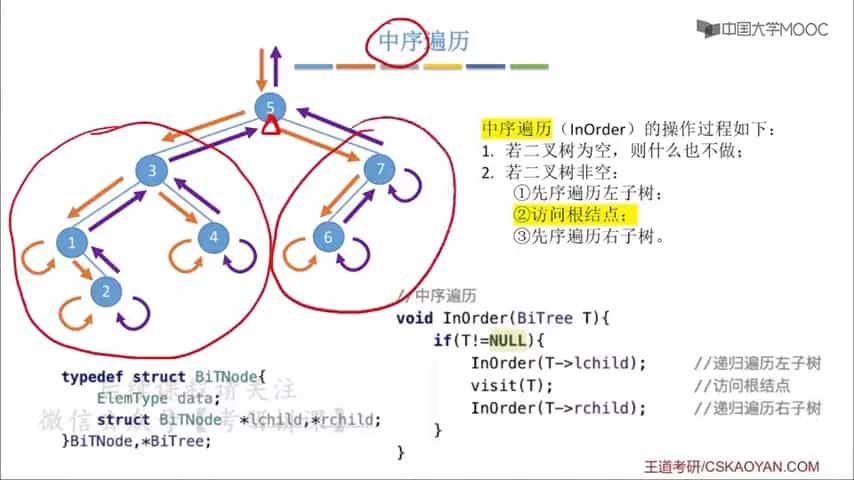 中国大学MOOC
中序遍历
5
3
7
1
4
6
2
中序遍历（InOrder）的操作过程如下：
1. 若二叉树为空，则什么也不做；
2. 若二叉树非空：
①先序遍历左子树；
②访问根结点；
③先序遍历右子树。
//中序遍历
void InOrder(BiTree T){
if(T!=NULL){
InOrder(T->lchild); //递归遍历左子树
visit(T); //访问根结点
InOrder(T->rchild); //递归遍历右子树
}
}
typedef struct BiTNode{
ElemType data;
struct BiTNode *lchild,*rchild;
}BiTNode,*BiTree;
王道考研/CSKAOYAN.COM